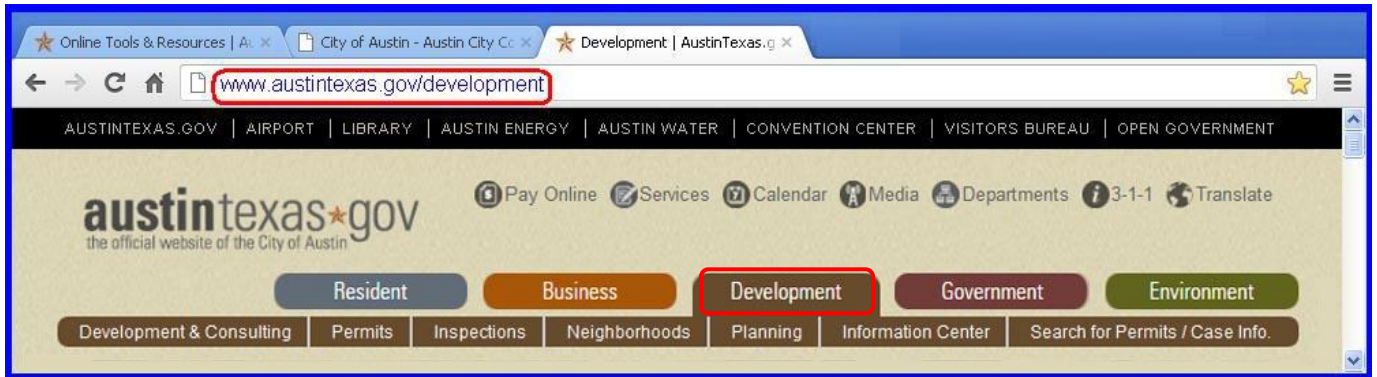 Online Tools & Resources | Au
City of Austin - Austin City Co
Development | AustinTexas.g
www.austintexas.gov/development
AUSTINTEXAS.GOV | AIRPORT | LIBRARY | AUSTIN ENERGY | AUSTIN WATER | CONVENTION CENTER | VISITORS BUREAU | OPEN GOVERNMENT
Pay Online Services Calendar Media Departments 3-1-1 Translate
austintexas★gov
the official website of the City of Austin
Resident Business Development Government Environment
Development & Consulting Permits Inspections Neighborhoods Planning Information Center Search for Permits / Case Info.